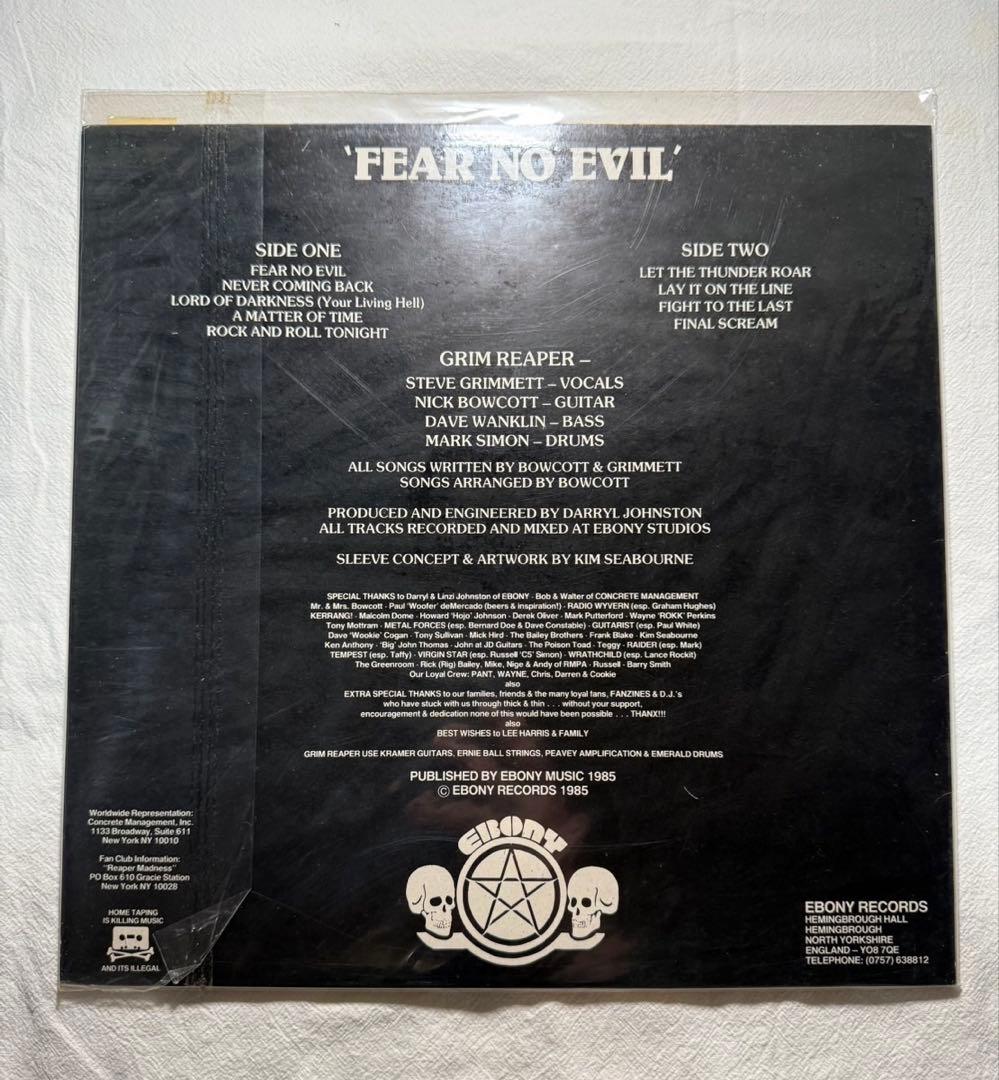 'FEAR NO EVIL'
SIDE ONE
FEAR NO EVIL
NEVER COMING BACK
LORD OF DARKNESS (Your Living Hell)
A MATTER OF TIME
ROCK AND ROLL TONIGHT
SIDE TWO
LET THE THUNDER ROAR
LAY IT ON THE LINE
FIGHT TO THE LAST
FINAL SCREAM
GRIM REAPER –
STEVE GRIMMETT – VOCALS
NICK BOWCOTT – GUITAR
DAVE WANKLIN – BASS
MARK SIMON – DRUMS
ALL SONGS WRITTEN BY BOWCOTT & GRIMMETT
SONGS ARRANGED BY BOWCOTT
PRODUCED AND ENGINEERED BY DARRYL JOHNSTON
ALL TRACKS RECORDED AND MIXED AT EBONY STUDIOS
SLEEVE CONCEPT & ARTWORK BY KIM SEABOURNE
SPECIAL THANKS to Darryl & Linzi Johnston of EBONY · Bob & Walter of CONCRETE MANAGEMENT
Mr. & Mrs. Bowcott · Paul 'Woofer' deMercado (beers & inspiration!) · RADIO WYVERN (esp. Graham Hughes)
KERRANG! · Malcolm Dome · Howard 'Hojo' Johnson · Derek Oliver · Mark Putterford · Wayne 'ROKK' Perkins
Tony Mottram · METAL FORCES (esp. Bernard Doe & Dave Constable) · GUITARIST (esp. Paul White)
Dave 'Wookie' Cogan · Tony Sullivan · Mick Hird · The Bailey Brothers · Frank Blake · Kim Seabourne
Ken Anthony · 'Big' John Thomas · John at JD Guitars · The Poison Toad · Teggy · RAIDER (esp. Mark)
TEMPEST (esp. Taffy) · VIRGIN STAR (esp. Russell 'C5' Simon) · WRATHCHILD (esp. Lance Rockit)
The Greenroom · Rick (Rig) Bailey, Mike, Nige & Andy of RMPA · Russell · Barry Smith
Our Loyal Crew: PANT, WAYNE, Chris, Darren & Cookie
also
EXTRA SPECIAL THANKS to our families, friends & the many loyal fans, FANZINES & D.J.'s
who have stuck with us through thick & thin . . . without your support,
encouragement & dedication none of this would have been possible . . . THANX!!!
also
BEST WISHES to LEE HARRIS & FAMILY
GRIM REAPER USE KRAMER GUITARS, ERNIE BALL STRINGS, PEAVEY AMPLIFICATION & EMERALD DRUMS
PUBLISHED BY EBONY MUSIC 1985
© EBONY RECORDS 1985
Worldwide Representation:
Concrete Management, Inc.
1133 Broadway, Suite 611
New York NY 10010
Fan Club Information:
"Reaper Madness"
PO Box 610 Gracie Station
New York NY 10028
HOME TAPING
IS KILLING MUSIC
AND ITS ILLEGAL
EBONY
EBONY RECORDS
HEMINGBROUGH HALL
HEMINGBROUGH
NORTH YORKSHIRE
ENGLAND – YO8 7QE
TELEPHONE: (0757) 638812